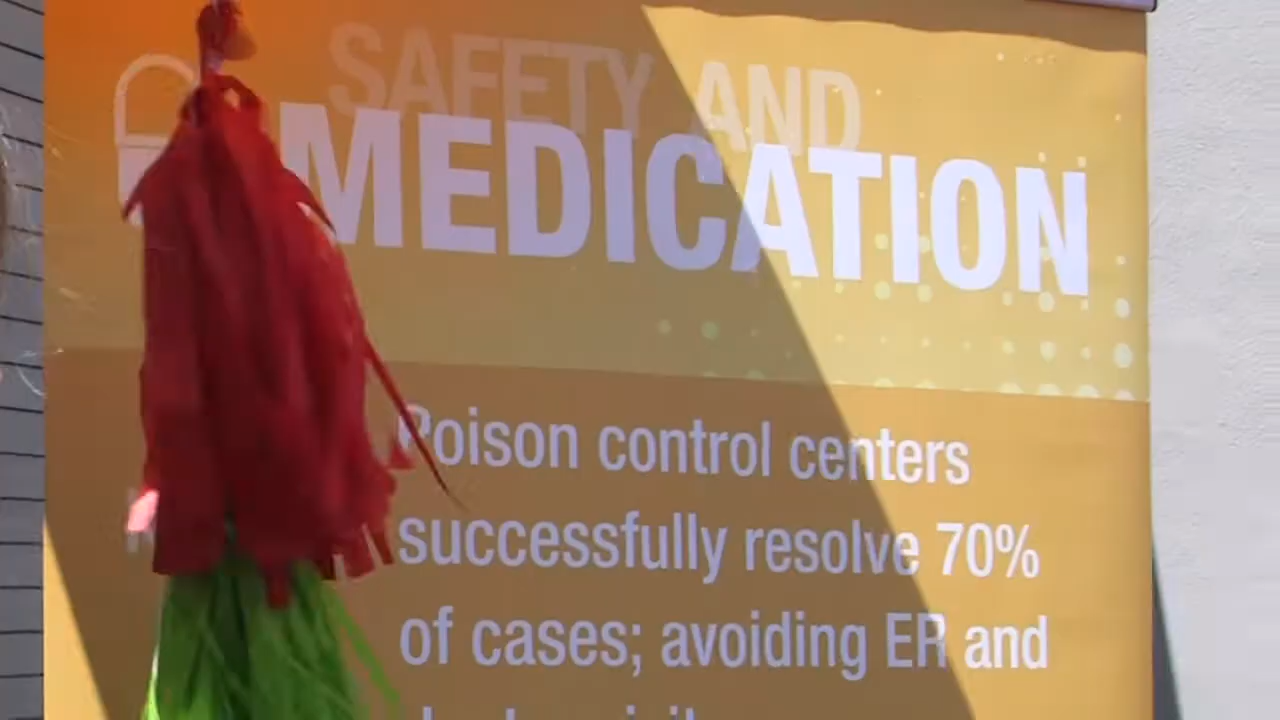 SAFETY AND
MEDICATION
Poison control centers
successfully resolve 70%
of cases; avoiding ER and